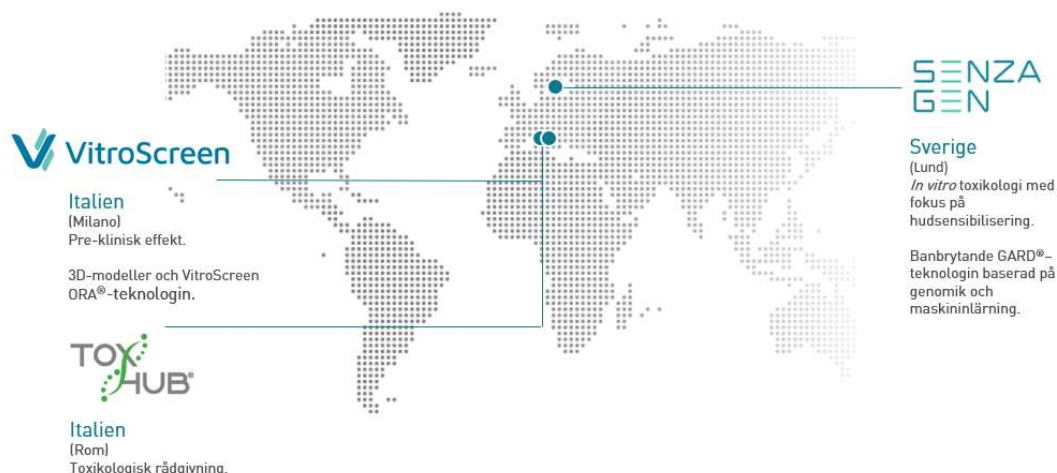 VitroScreen
Italien
(Milano)
Pre-klinisk effekt.
3D-modeller och VitroScreen
ORA®-teknologin.
TOX
HUB®
Italien
(Rom)
Toxikologisk rådgivning.
SENZA
GEN
Sverige
(Lund)
In vitro toxikologi med
fokus på
hudsensibilisering.
Banbrytande GARD®–
teknologin baserad på
genomik och
maskininlärning.